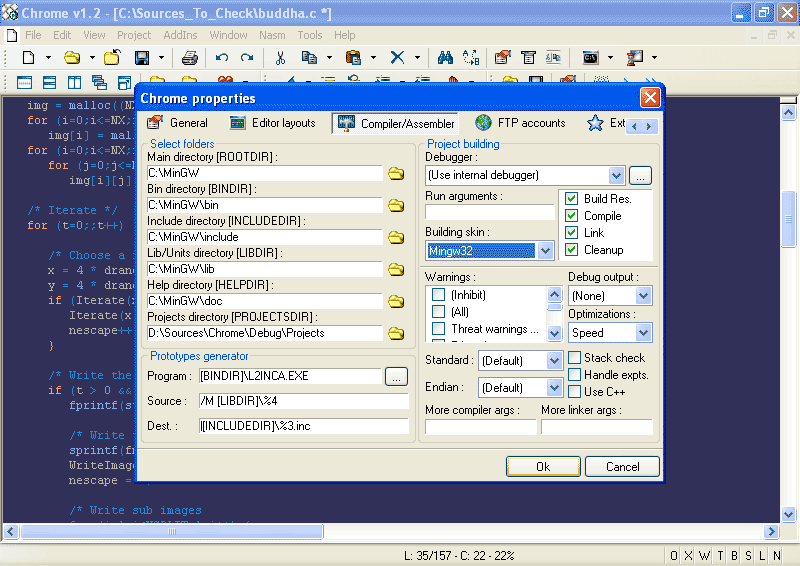 Chrome v1.2 - [C:\Sources_To_Check\buddha.c *]
File Edit View Project AddIns Window Nasm Tools Help
Chrome properties
General Editor layouts Compiler/Assembler FTP accounts Ext
Select folders
Main directory [ROOTDIR] :
C:\MinGW
Bin directory [BINDIR] :
C:\MinGW\bin
Include directory [INCLUDEDIR] :
C:\MinGW\include
Lib/Units directory [LIBDIR] :
C:\MinGW\lib
Help directory [HELPDIR] :
C:\MinGW\doc
Projects directory [PROJECTSDIR] :
D:\Sources\Chrome\Debug\Projects
Prototypes generator
Program : [BINDIR]\L2INCA.EXE ...
Source : /M [LIBDIR]\%4
Dest. : |[INCLUDEDIR]\%3.inc
Project building
Debugger :
(Use internal debugger) ...
Run arguments :
Build Res.
Compile
Link
Cleanup
Building skin :
Mingw32
Warnings :
(Inhibit)
(All)
Threat warnings ...
Debug output :
(None)
Optimizations :
Speed
Standard : (Default)
Endian : (Default)
Stack check
Handle expts.
Use C++
More compiler args :
More linker args :
Ok Cancel
img = malloc((N
for (i=0;i<=NX;
img[i] = mal
for (i=0;i<=NX;
for (j=0;j<=
img[i][j]
/* Iterate */
for (t=0;;t++)
/* Choose a
x = 4 * dran
y = 4 * dran
if (Iterate(x
Iterate(x
nescape++
}
/* Write the
if (t > 0 &&
fprintf(s
/* Write
sprintf(f
WriteImag
nescape =
/* Write sub images
L: 35/157 - C: 22 - 22%
O X W T B S L N